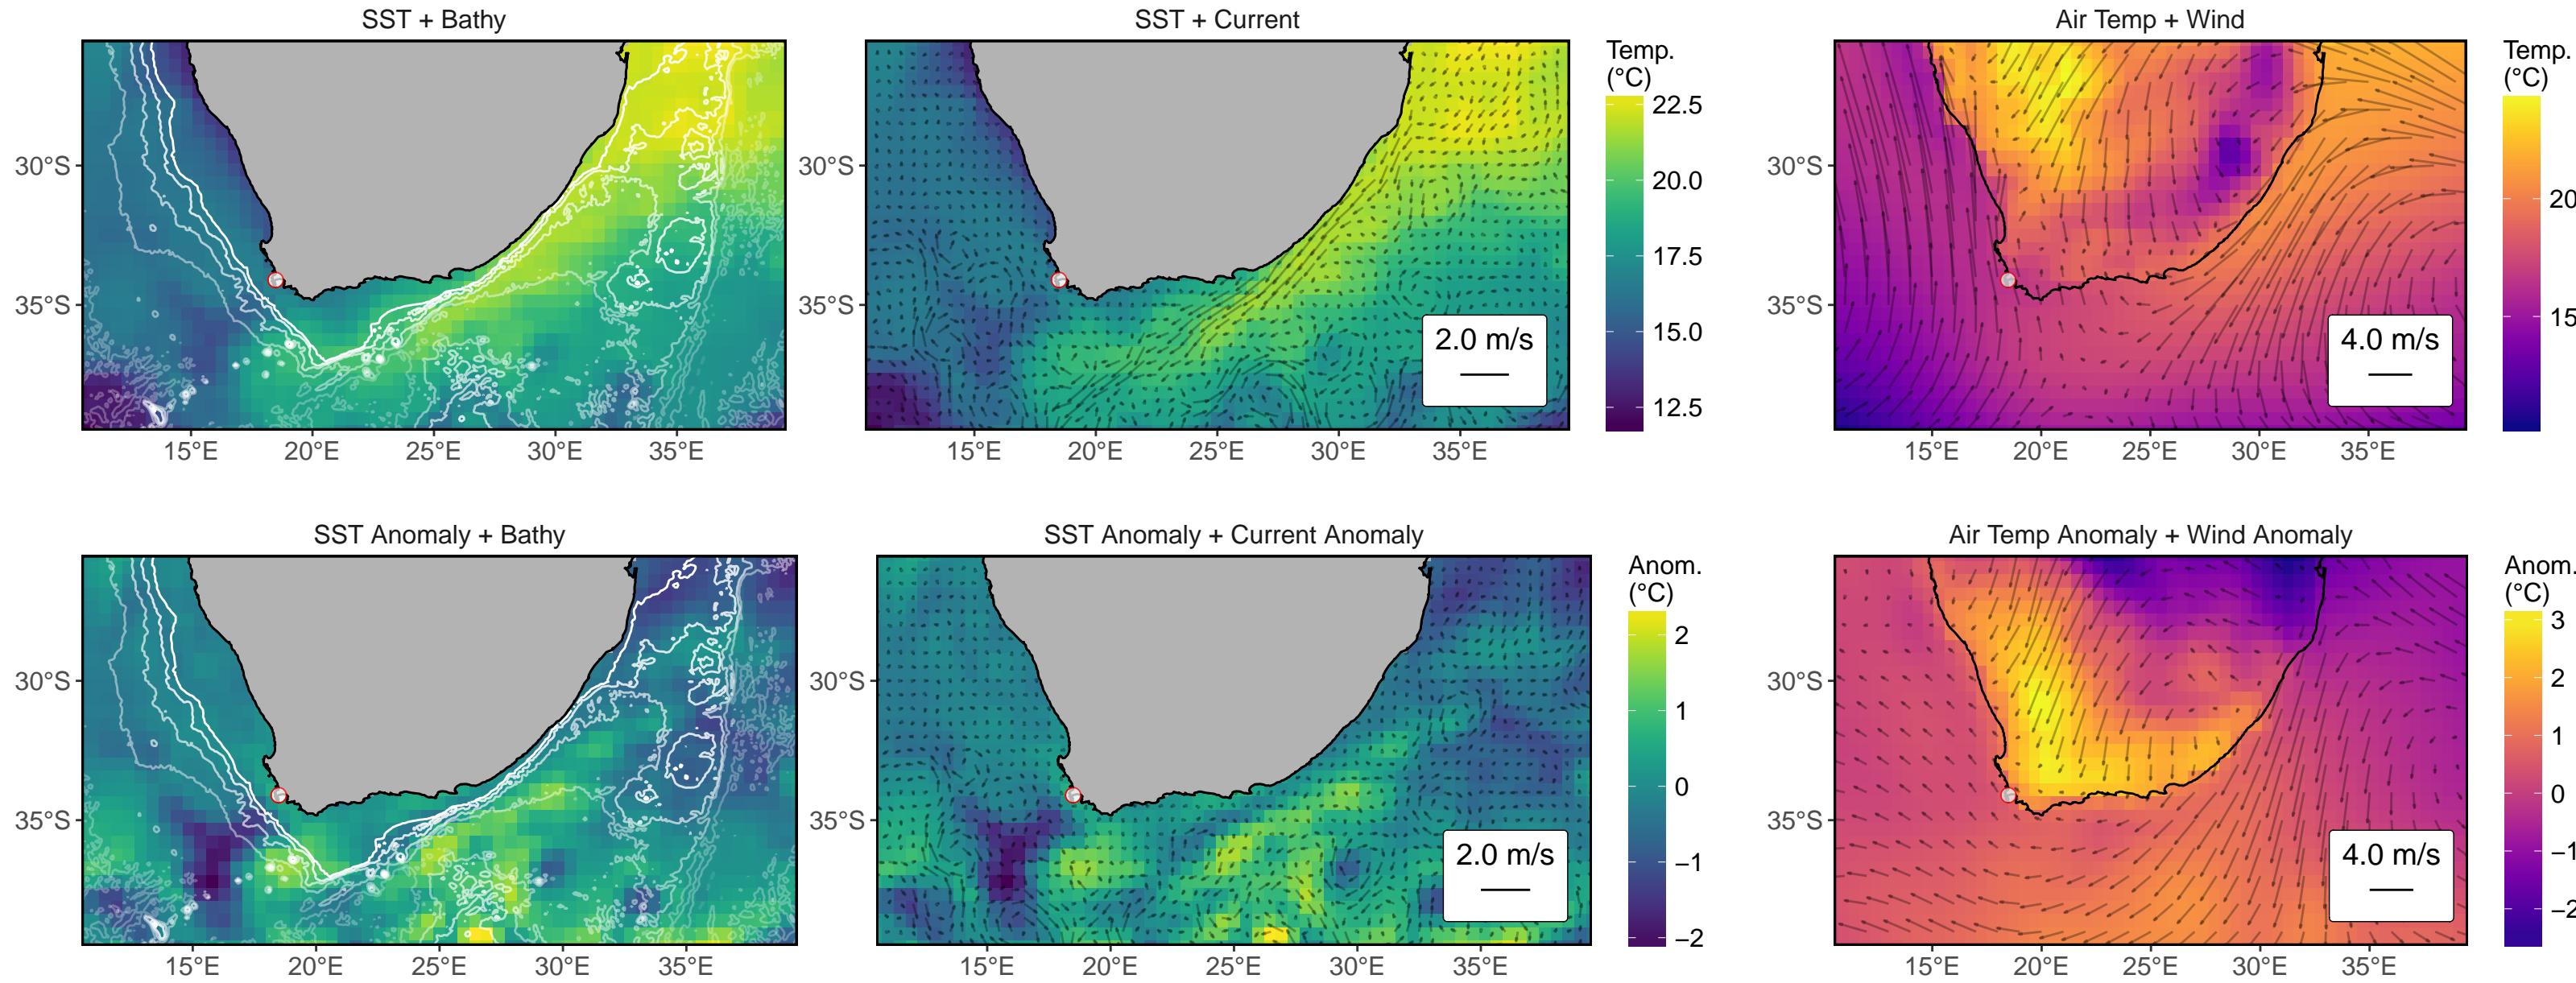 SST + Bathy
30°S
35°S
15°E 20°E 25°E 30°E 35°E
SST + Current
30°S
35°S
15°E 20°E 25°E 30°E 35°E
2.0 m/s
Temp.
(°C)
22.5
20.0
17.5
15.0
12.5
Air Temp + Wind
30°S
35°S
15°E 20°E 25°E 30°E 35°E
4.0 m/s
Temp.
(°C)
20
15
SST Anomaly + Bathy
30°S
35°S
15°E 20°E 25°E 30°E 35°E
SST Anomaly + Current Anomaly
30°S
35°S
15°E 20°E 25°E 30°E 35°E
2.0 m/s
Anom.
(°C)
2
1
0
−1
−2
Air Temp Anomaly + Wind Anomaly
30°S
35°S
15°E 20°E 25°E 30°E 35°E
4.0 m/s
Anom.
(°C)
3
2
1
0
−1
−2